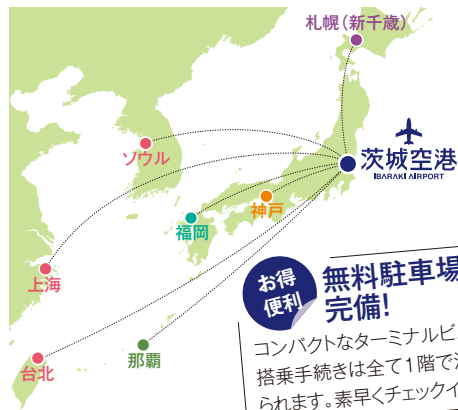 札幌（新千歳）
ソウル
茨城空港
IBARAKI AIRPORT
神戸
福岡
上海
那覇
台北
お得
便利
無料駐車場
完備!
コンパクトなターミナルビ
搭乗手続きは全て1階で
られます。素早くチェックイ